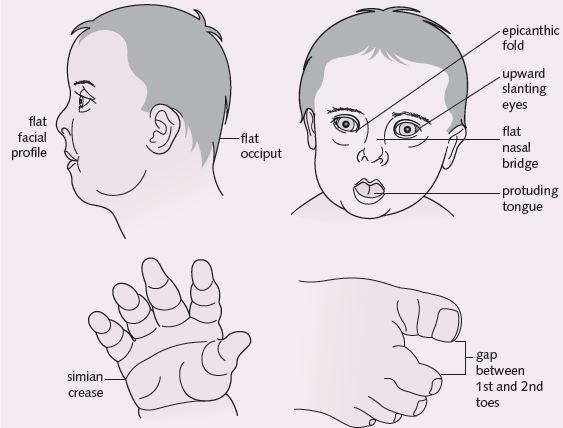 flat
facial
profile
flat
occiput
epicanthic
fold
upward
slanting
eyes
flat
nasal
bridge
protuding
tongue
simian
crease
gap
between
1st and 2nd
toes